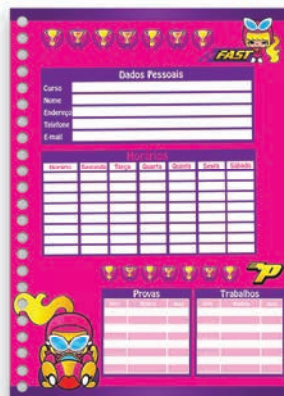 FAST
Dados Pessoais
Curso
Nome
Endereço
Telefone
E-mail
Horários
Horário Segunda Terça Quarta Quinta Sexta Sábado
P
Provas Trabalhos